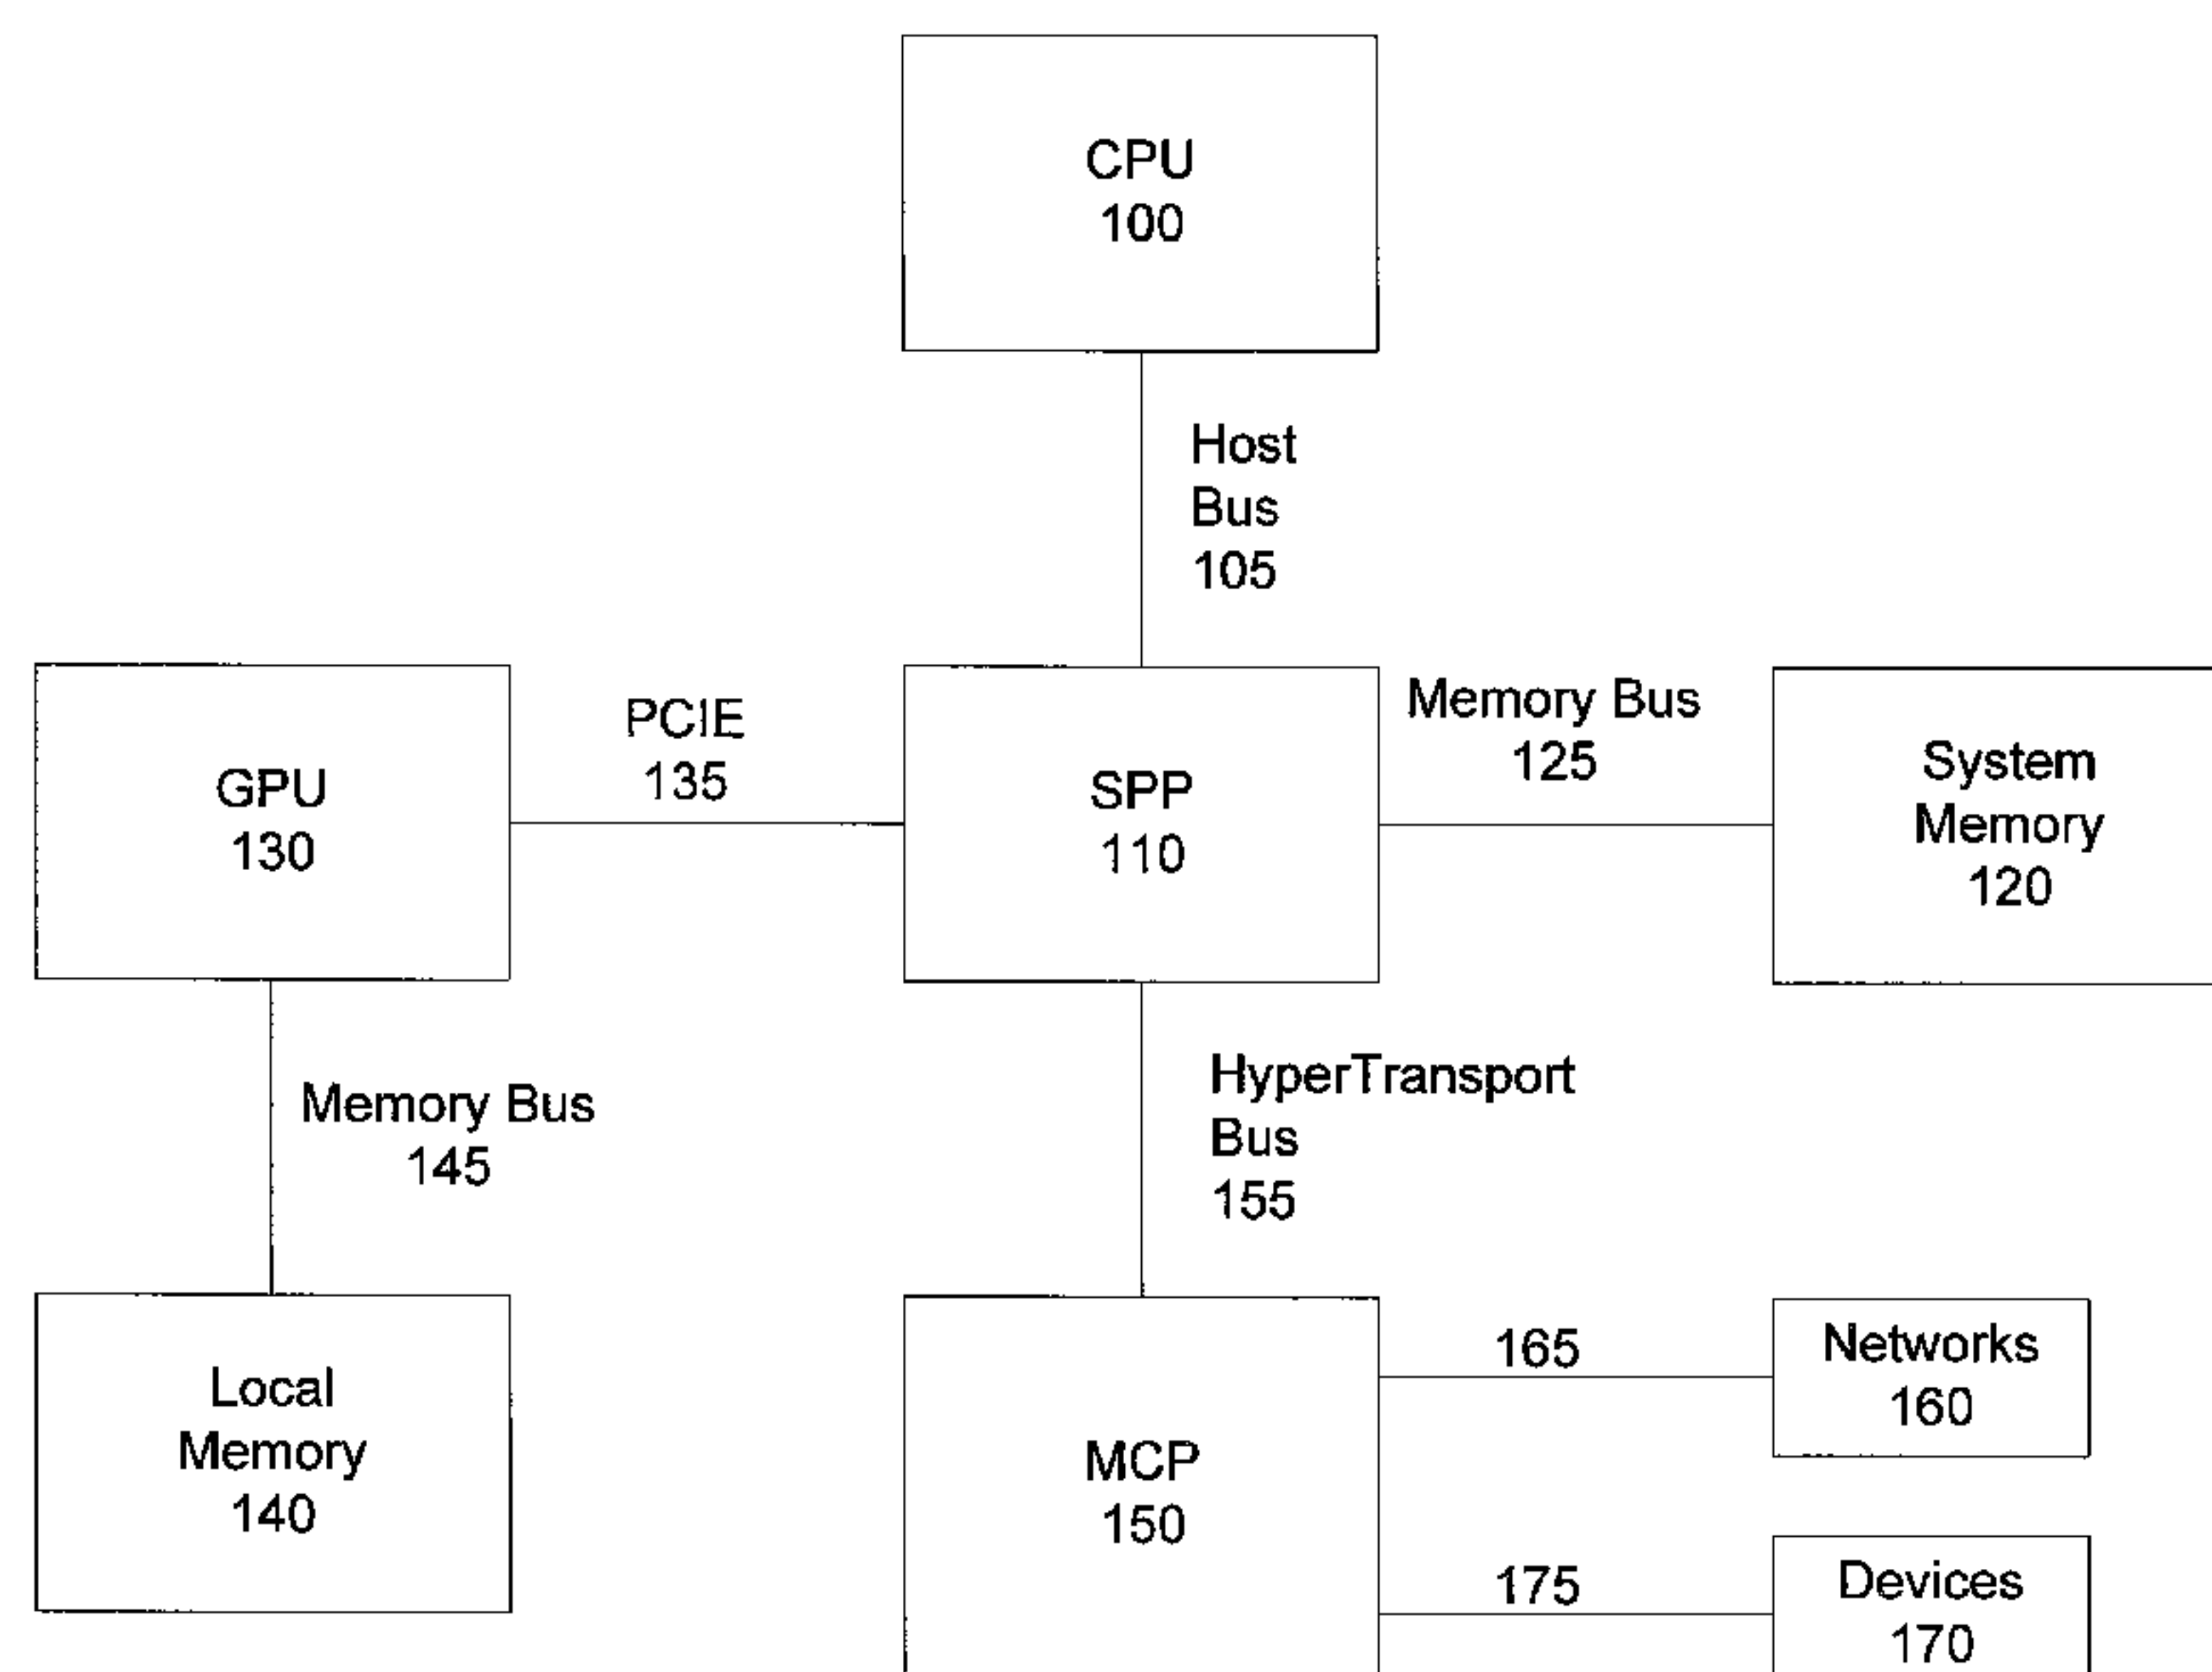 CPU
100
Host
Bus
105
GPU
130
PCIE
135
SPP
110
Memory Bus
125
System
Memory
120
Memory Bus
145
HyperTransport
Bus
155
Local
Memory
140
MCP
150
165
Networks
160
175
Devices
170